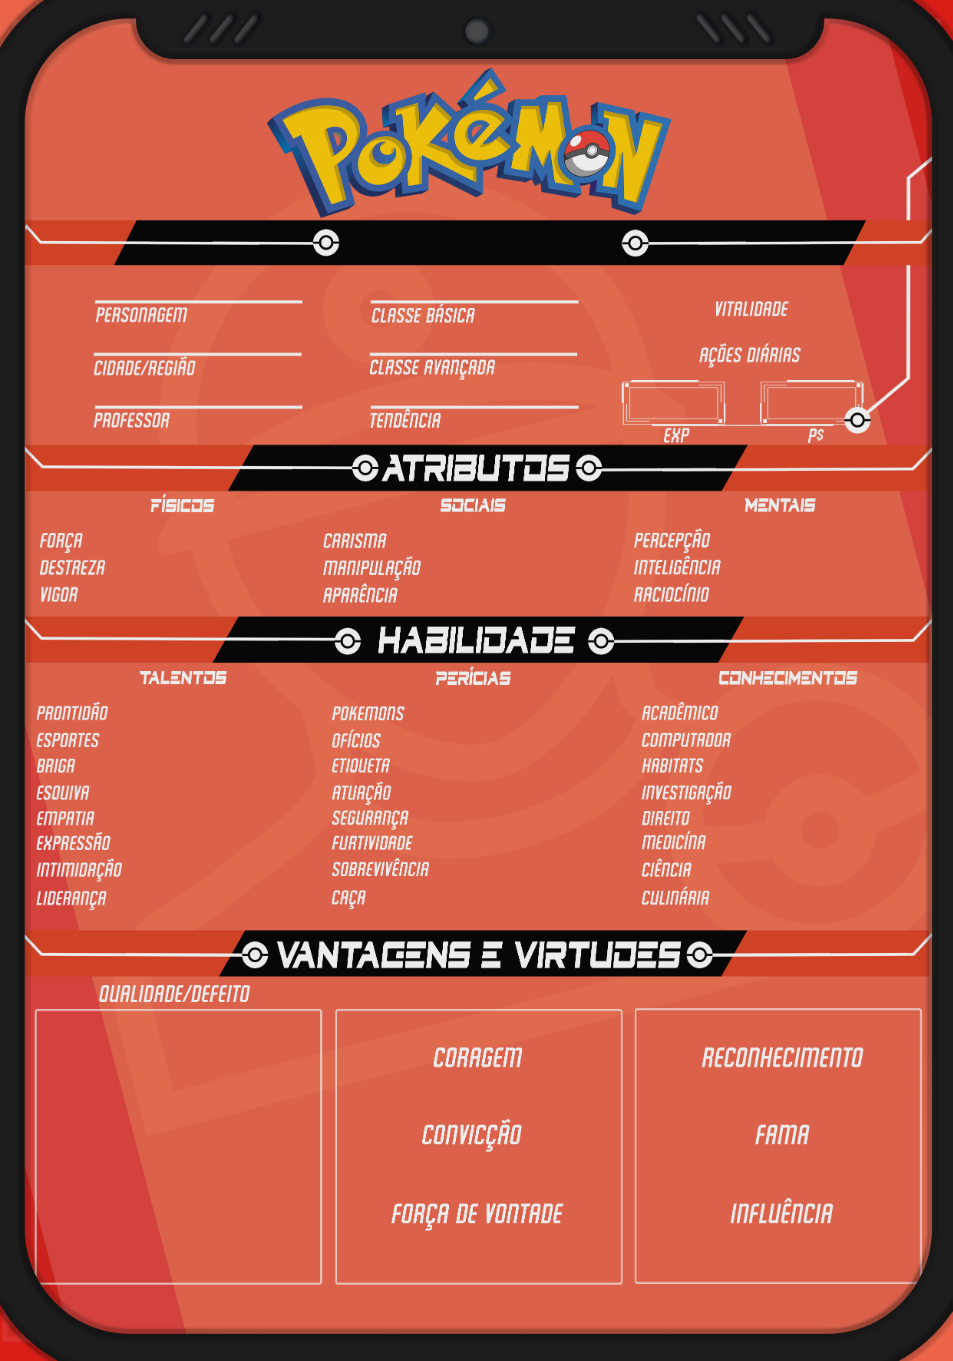 POKÉMON
PERSONAGEM
CLASSE BÁSICA
VITALIDADE
CIDADE/REGIÃO
CLASSE AVANÇADA
AÇÕES DIÁRIAS
PROFESSOR
TENDÊNCIA
EXP
P$
ATRIBUTOS
FÍSICOS
SOCIAIS
MENTAIS
FORÇA
CARISMA
PERCEPÇÃO
DESTREZA
MANIPULAÇÃO
INTELIGÊNCIA
VIGOR
APARÊNCIA
RACIOCÍNIO
HABILIDADE
TALENTOS
PERÍCIAS
CONHECIMENTOS
PRONTIDÃO
POKEMONS
ACADÊMICO
ESPORTES
OFÍCIOS
COMPUTADOR
BRIGA
ETIQUETA
HABITATS
ESQUIVA
ATUAÇÃO
INVESTIGAÇÃO
EMPATIA
SEGURANÇA
DIREITO
EXPRESSÃO
FURTIVIDADE
MEDICÍNA
INTIMIDAÇÃO
SOBREVIVÊNCIA
CIÊNCIA
LIDERANÇA
CAÇA
CULINÁRIA
VANTAGENS E VIRTUDES
QUALIDADE/DEFEITO
CORAGEM
RECONHECIMENTO
CONVICÇÃO
FAMA
FORÇA DE VONTADE
INFLUÊNCIA